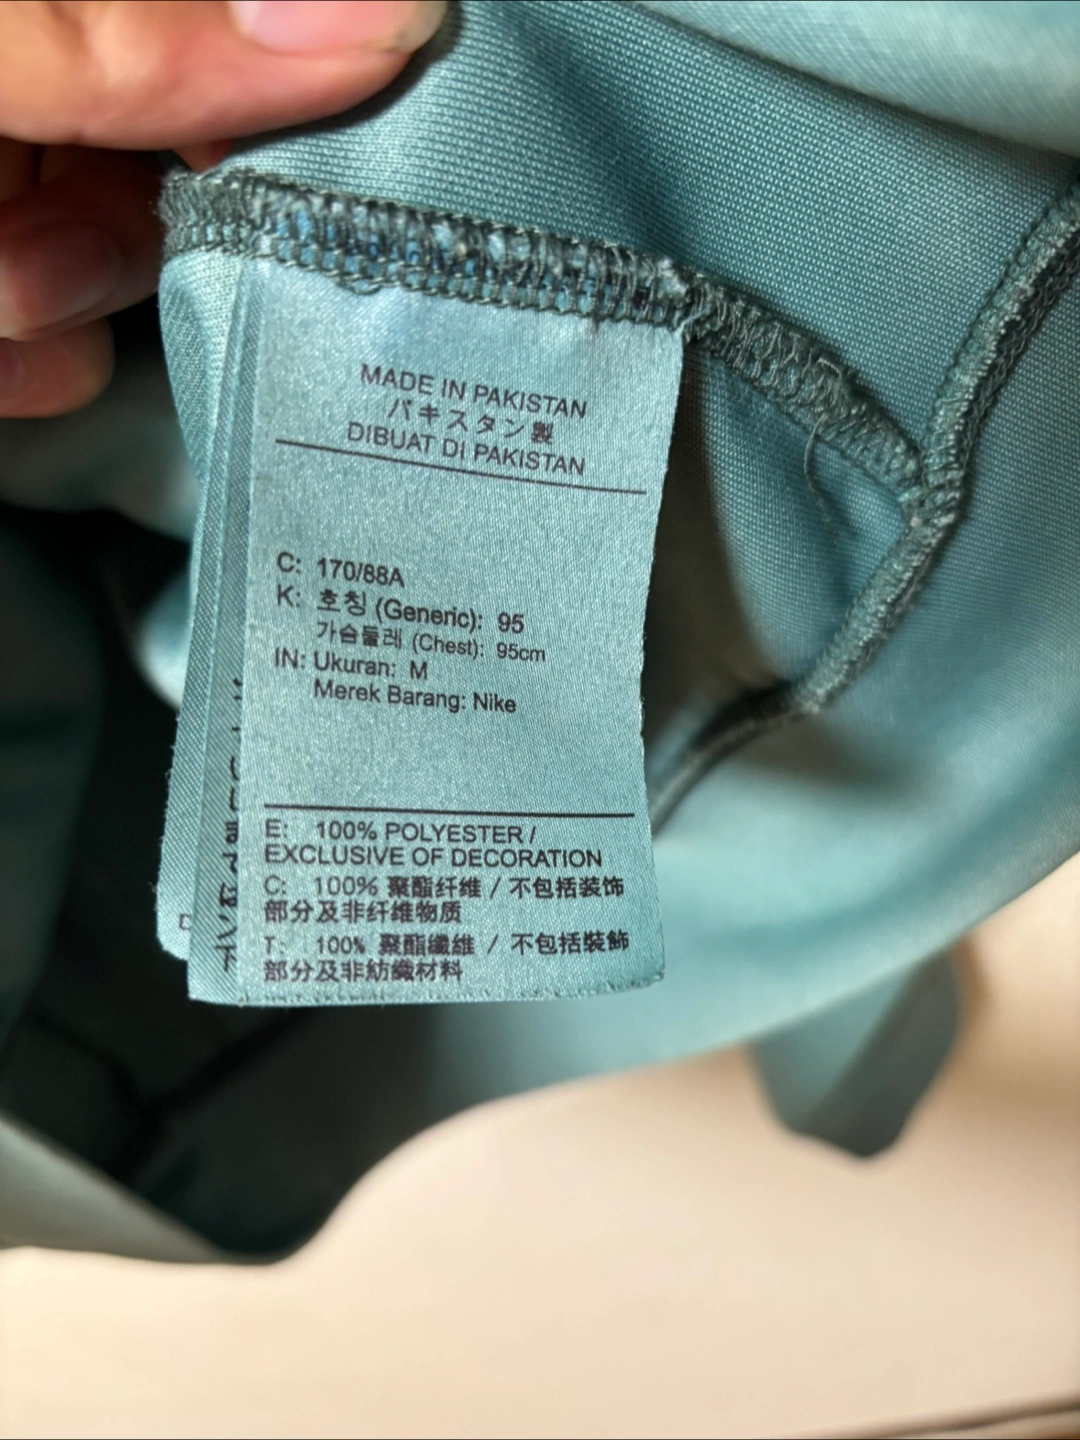 MADE IN PAKISTAN
パキスタン製
DIBUAT DI PAKISTAN
C: 170/88A
K: 호칭 (Generic): 95
가슴둘레 (Chest): 95cm
IN: Ukuran: M
Merek Barang: Nike
E: 100% POLYESTER /
EXCLUSIVE OF DECORATION
C: 100% 聚酯纤维 / 不包括装饰
部分及非纤维物质
T: 100% 聚酯纖維 / 不包括裝飾
部分及非紡織材料